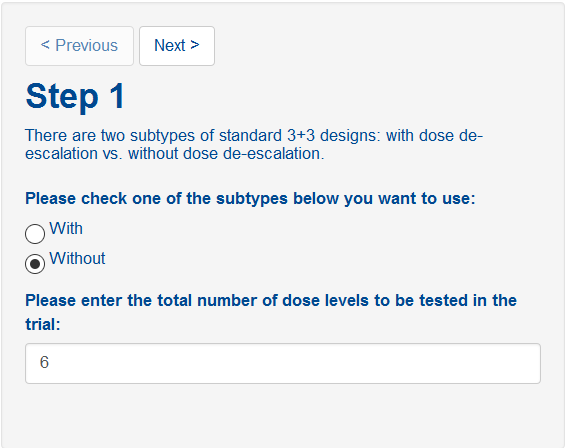 < Previous
Next >
Step 1
There are two subtypes of standard 3+3 designs: with dose de-
escalation vs. without dose de-escalation.
Please check one of the subtypes below you want to use:
With
Without
Please enter the total number of dose levels to be tested in the
trial:
6